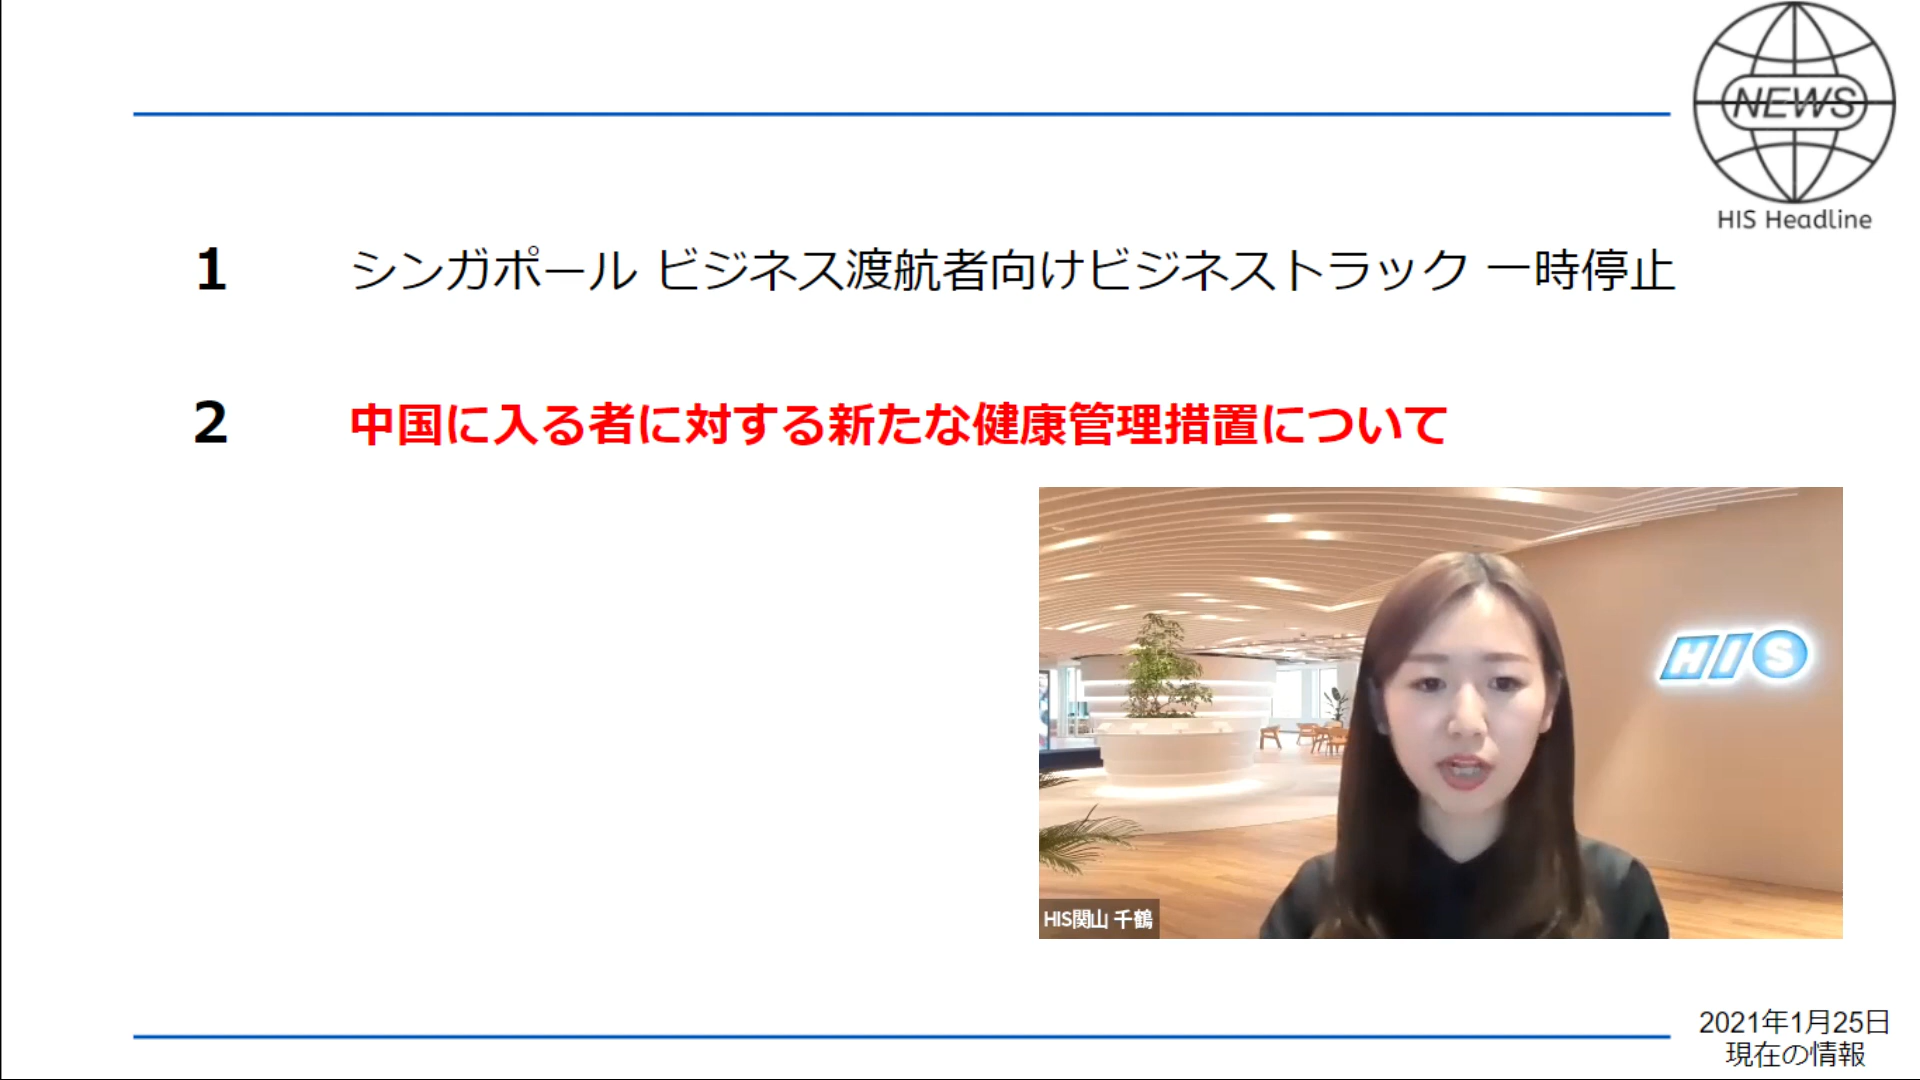 NEWS
HIS Headline
1 シンガポール ビジネス渡航者向けビジネストラック 一時停止
2 中国に入る者に対する新たな健康管理措置について
HIS
HIS関山 千鶴
2021年1月25日
現在の情報